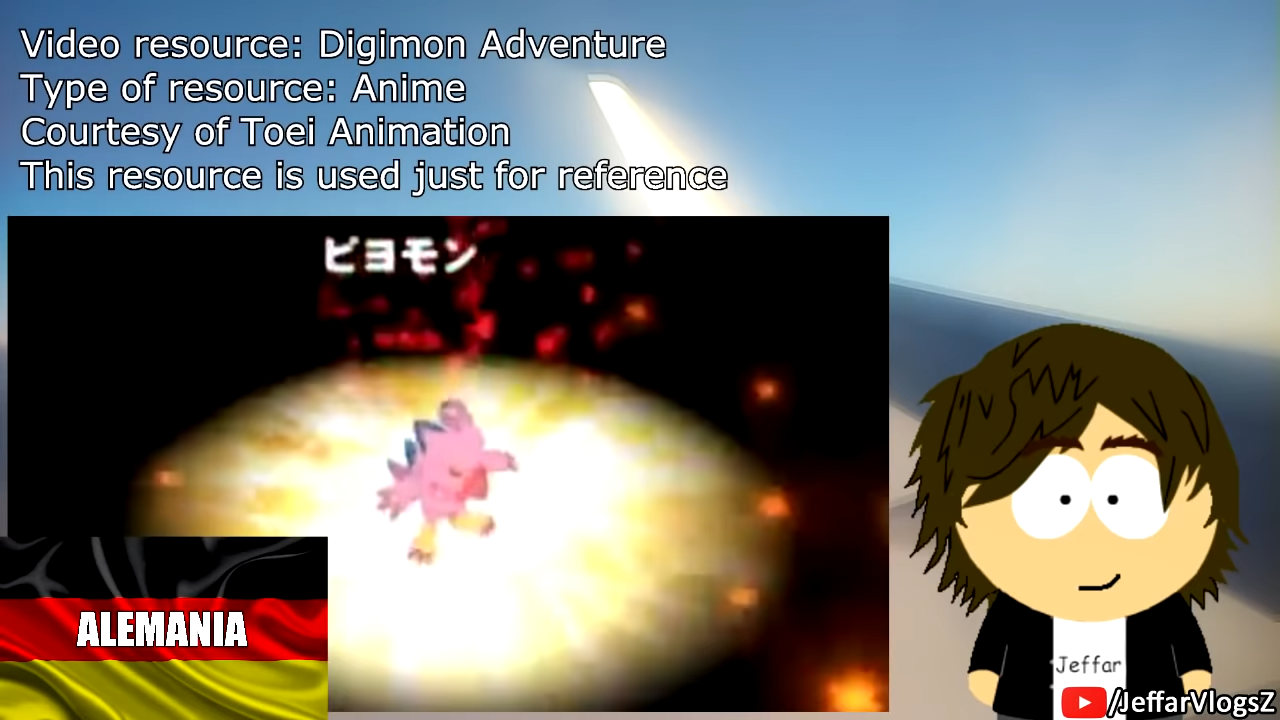 Video resource: Digimon Adventure
Type of resource: Anime
Courtesy of Toei Animation
This resource is used just for reference
ピヨモン
ALEMANIA
Jeffar
/JeffarVlogsZ